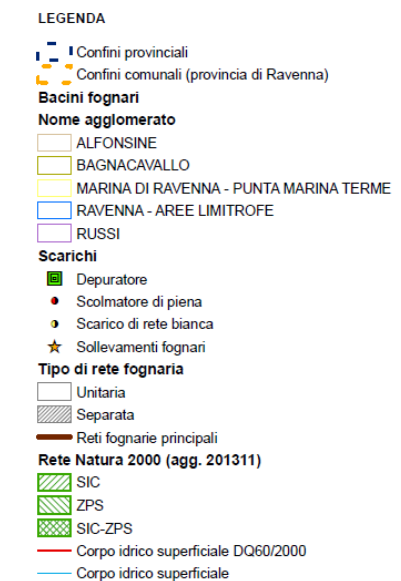 LEGENDA
Confini provinciali
Confini comunali (provincia di Ravenna)
Bacini fognari
Nome agglomerato
ALFONSINE
BAGNACAVALLO
MARINA DI RAVENNA - PUNTA MARINA TERME
RAVENNA - AREE LIMITROFE
RUSSI
Scarichi
Depuratore
Scolmatore di piena
Scarico di rete bianca
Sollevamenti fognari
Tipo di rete fognaria
Unitaria
Separata
Reti fognarie principali
Rete Natura 2000 (agg. 201311)
SIC
ZPS
SIC-ZPS
Corpo idrico superficiale DQ60/2000
Corpo idrico superficiale